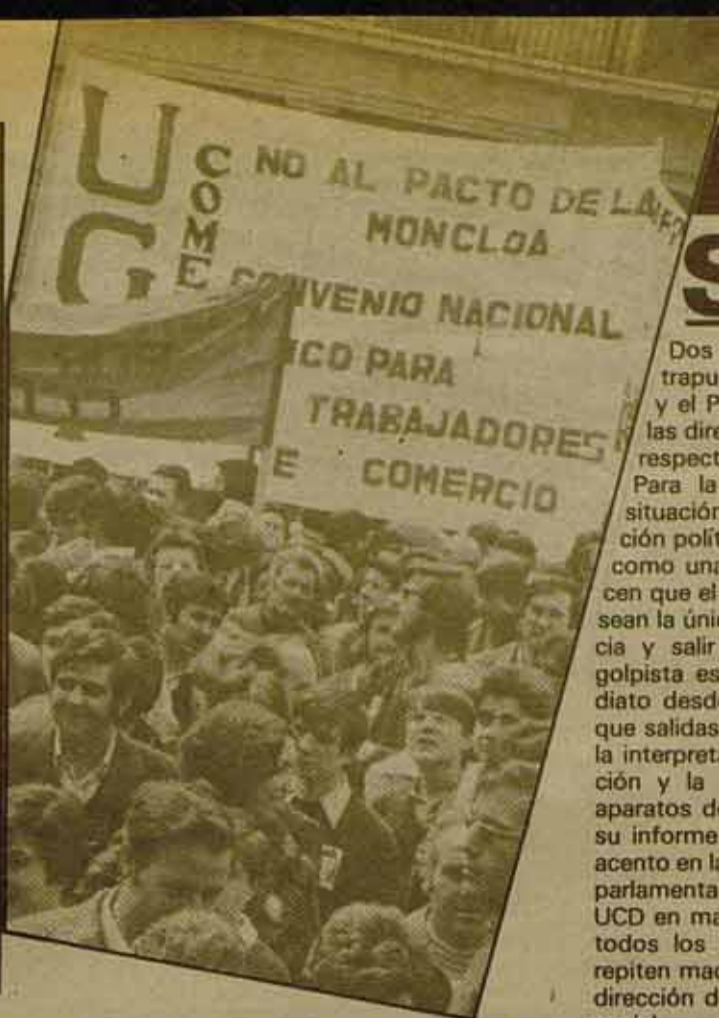 U
G
COME
NO AL PACTO DE LA
MONCLOA
CONVENIO NACIONAL
ICO PARA
TRABAJADORES
E COMERCIO
S
Dos
trapu
y el P
las dire
respect
Para la
situación
ción polít
como una
cen que el
sean la únic
cia y salir
golpista es
diato desde
que salidas
la interpreta
ción y la
aparatos de
su informe
acento en la
parlamenta
UCD en ma
todos los
repiten mac
dirección d